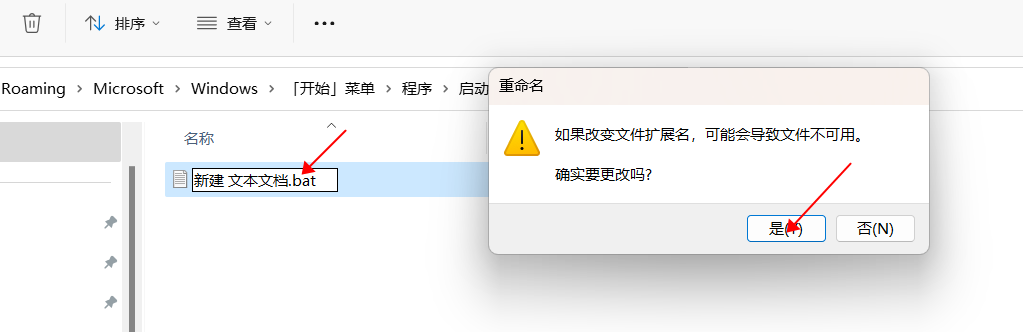 排序 查看
Roaming > Microsoft > Windows > 「开始」菜单 > 程序 > 启动
重命名
名称
如果改变文件扩展名，可能会导致文件不可用。
新建 文本文档.bat
确实要更改吗?
是(Y) 否(N)